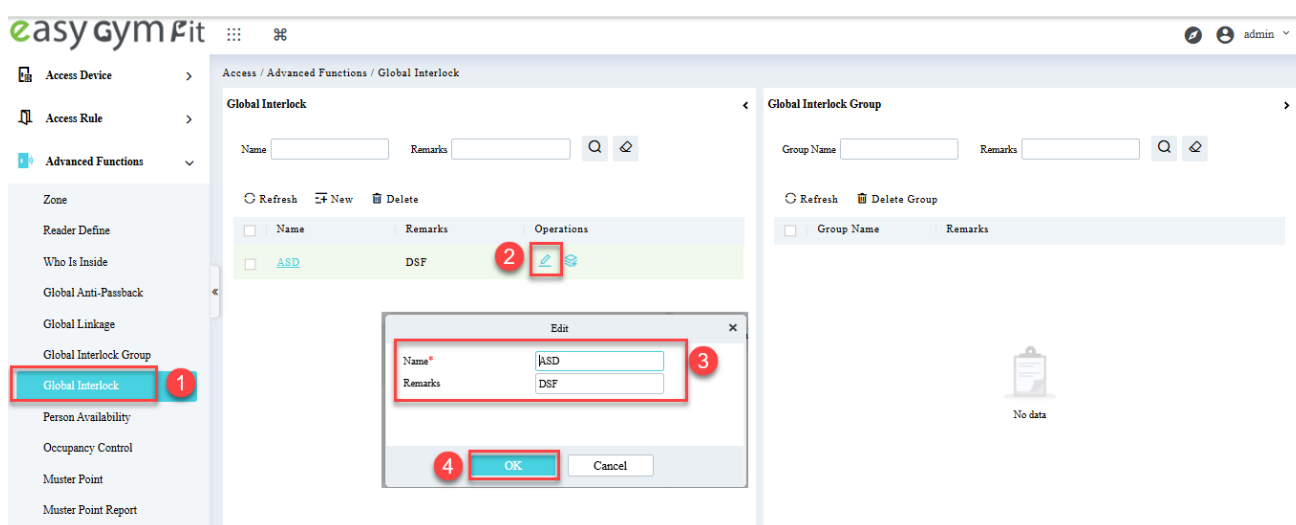 easy Gym Fit
admin
Access Device
Access Rule
Advanced Functions
Zone
Reader Define
Who Is Inside
Global Anti-Passback
Global Linkage
Global Interlock Group
Global Interlock
1
Person Availability
Occupancy Control
Muster Point
Muster Point Report
Access / Advanced Functions / Global Interlock
Global Interlock
Name
Remarks
Refresh New Delete
Name Remarks Operations
ASD DSF
2
Edit
Name* ASD
3
Remarks DSF
4
OK Cancel
Global Interlock Group
Group Name
Remarks
Refresh Delete Group
Group Name Remarks
No data